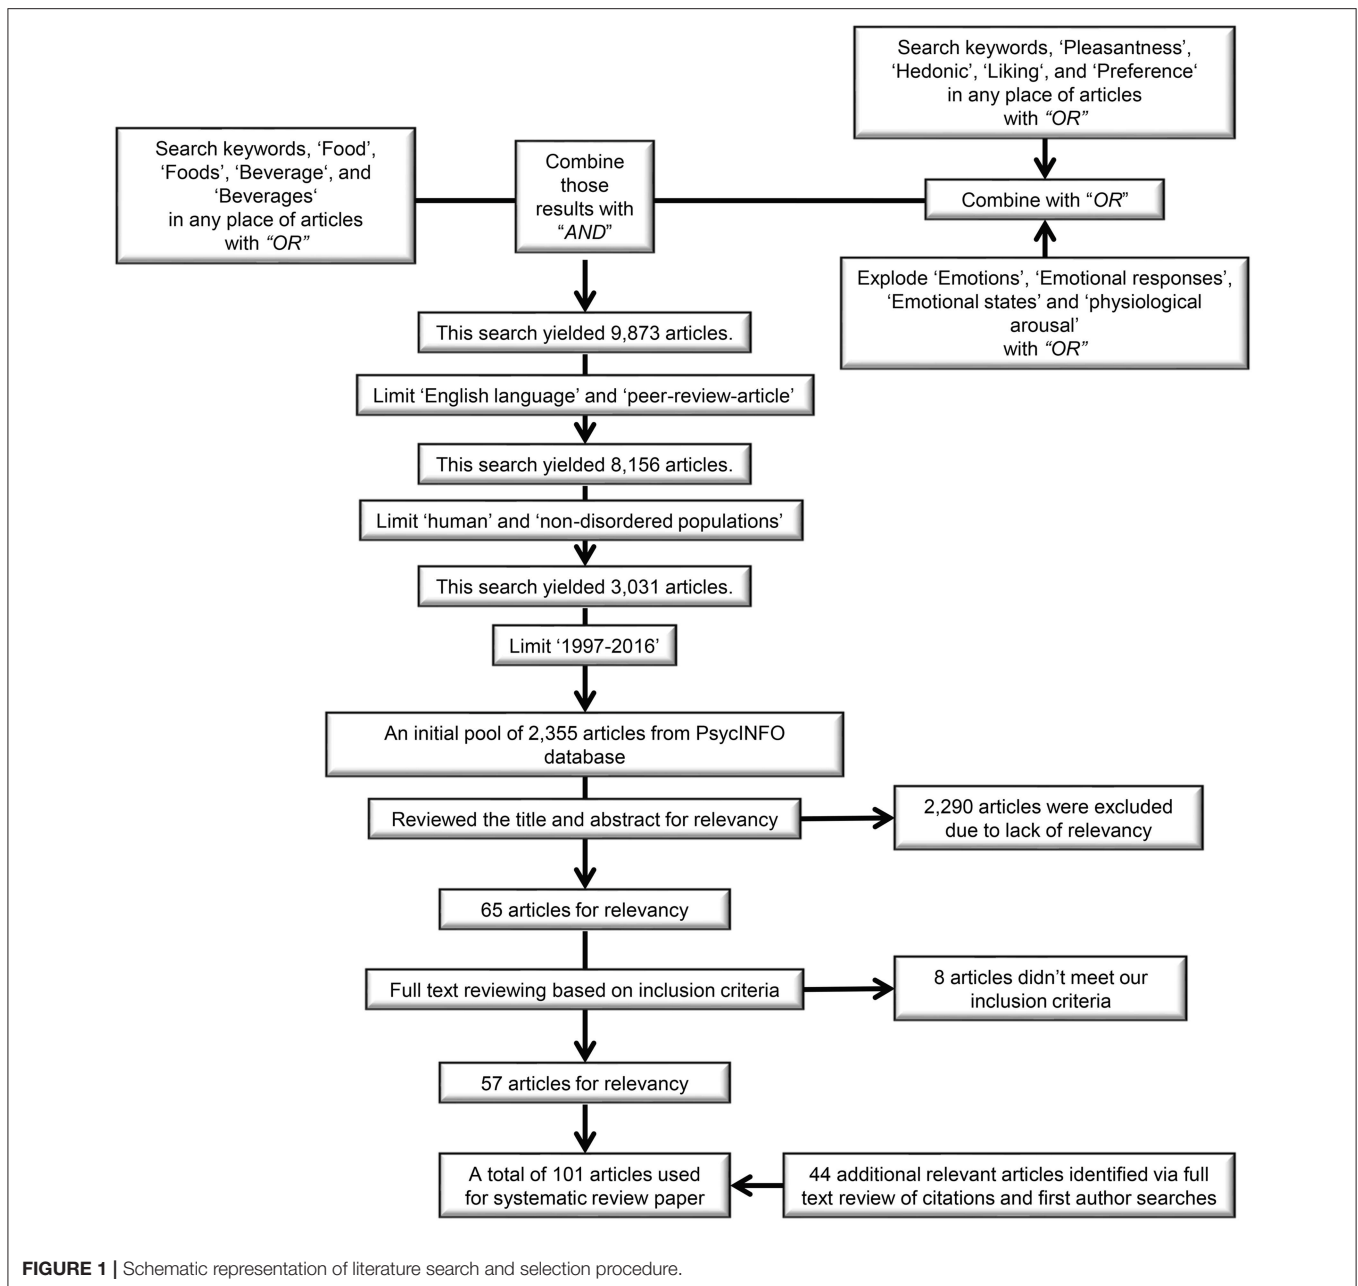 Search keywords, ‘Pleasantness’,
‘Hedonic’, ‘Liking‘, and ‘Preference‘
in any place of articles
with “OR”
Search keywords, ‘Food’,
‘Foods’, ‘Beverage‘, and
‘Beverages‘
in any place of articles
with “OR”
Combine
those
results with
“AND”
Combine with “OR”
Explode ‘Emotions’, ‘Emotional responses’,
‘Emotional states’ and ‘physiological
arousal’
with “OR”
This search yielded 9,873 articles.
Limit ‘English language’ and ‘peer-review-article’
This search yielded 8,156 articles.
Limit ‘human’ and ‘non-disordered populations’
This search yielded 3,031 articles.
Limit ‘1997-2016’
An initial pool of 2,355 articles from PsycINFO
database
Reviewed the title and abstract for relevancy
2,290 articles were excluded
due to lack of relevancy
65 articles for relevancy
Full text reviewing based on inclusion criteria
8 articles didn’t meet our
inclusion criteria
57 articles for relevancy
A total of 101 articles used
for systematic review paper
44 additional relevant articles identified via full
text review of citations and first author searches
FIGURE 1 | Schematic representation of literature search and selection procedure.